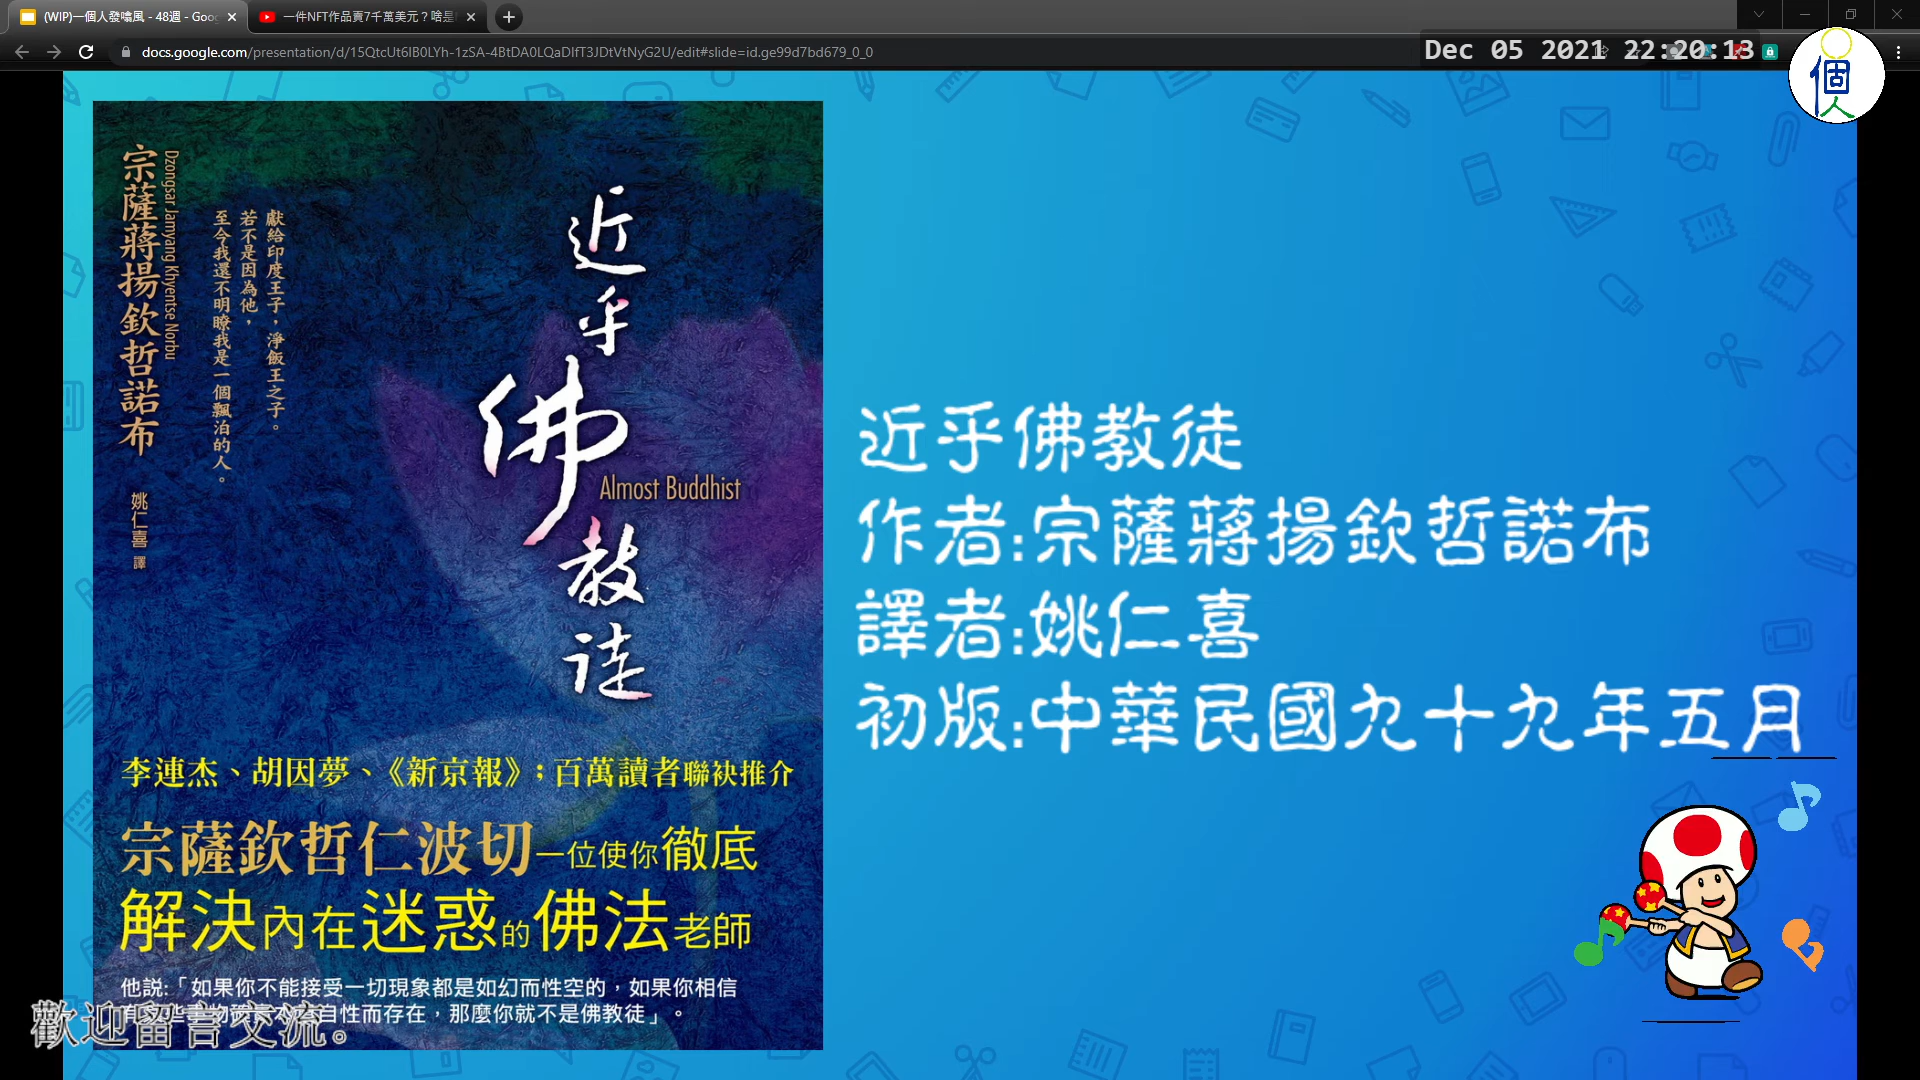 (WIP)一個人發噏風 - 48週 - Goo
一件NFT作品賣7千萬美元？啥是
docs.google.com/presentation/d/15QtcUt6IB0LYh-1zSA-4BtDA0LQaDIfT3JDtVtNyG2U/edit#slide=id.ge99d7bd679_0_0
Dec 05 2021 22:20:13
個人
宗薩蔣揚欽哲諾布
Dzongsar Jamyang Khyentse Norbu
姚仁喜 譯
獻給印度王子，淨飯王之子。
若不是因為他，
至今我還不明瞭我是一個飄泊的人。
近乎佛教徒
Almost Buddhist
李連杰、胡因夢、《新京報》；百萬讀者聯袂推介
宗薩欽哲仁波切一位使你徹底
解決內在迷惑的佛法老師
他説:「如果你不能接受一切現象都是如幻而性空的，如果你相信
自性而存在，那麼你就不是佛教徒」。
歡迎留言交流。
近乎佛教徒
作者:宗薩蔣揚欽哲諾布
譯者:姚仁喜
初版:中華民國九十九年五月